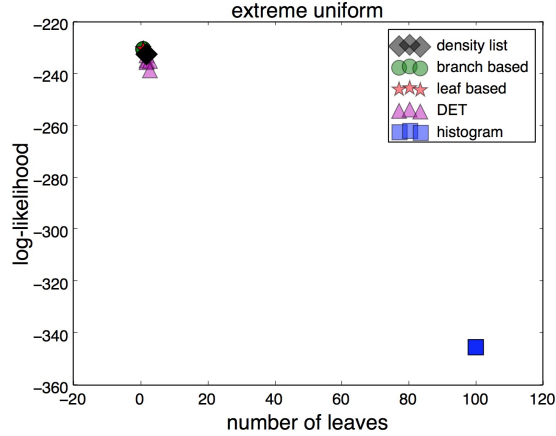 extreme uniform
−220
−240
−260
−280
−300
−320
−340
−360
log-likelihood
density list
branch based
leaf based
DET
histogram
−20 0 20 40 60 80 100 120
number of leaves